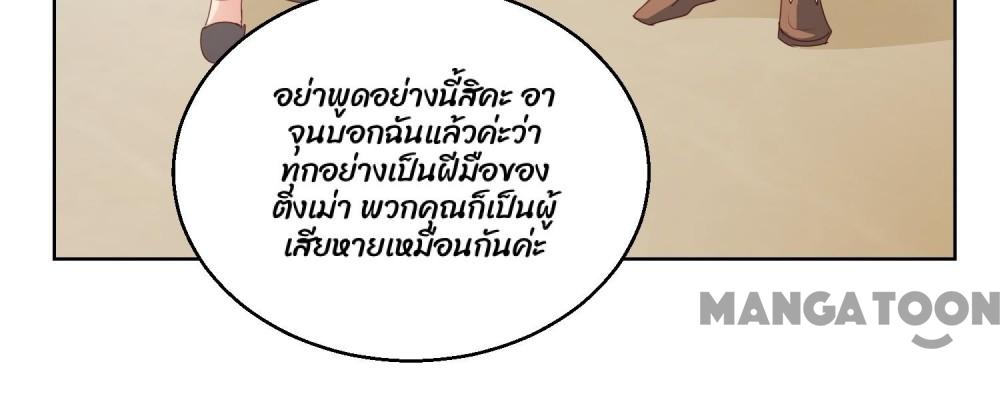 อย่าพูดอย่างนี้สิคะ อา
จุนบอกฉันแล้วค่ะว่า
ทุกอย่างเป็นฝีมือของ
ติงเม่า พวกคุณก็เป็นผู้
เสียหายเหมือนกันค่ะ
MANGATOON